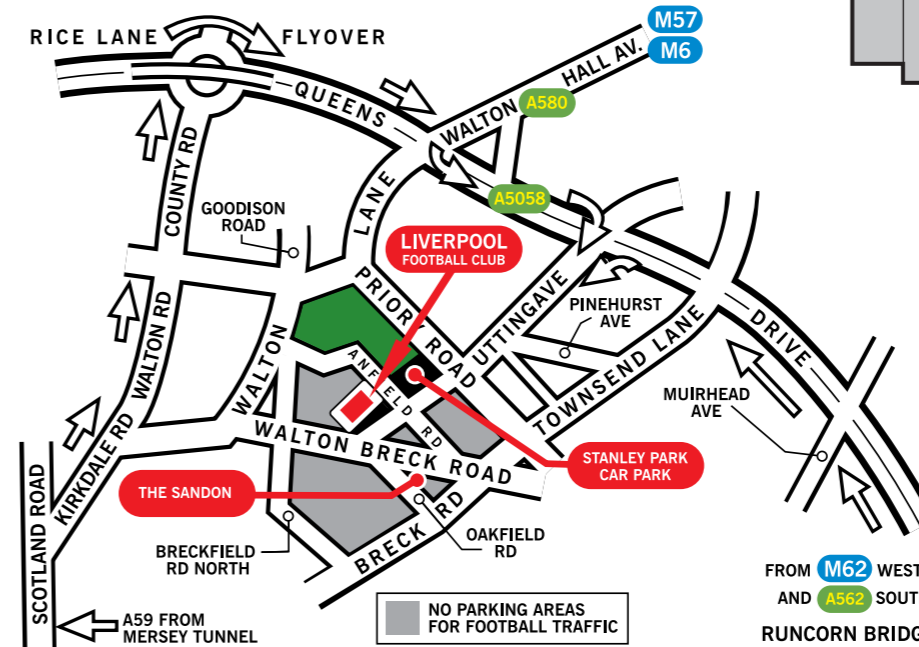 RICE LANE FLYOVER
M57
M6
WALTON HALL AV.
A580
QUEENS
COUNTY RD
LANE
A5058
GOODISON
ROAD
LIVERPOOL
FOOTBALL CLUB
PRIORY ROAD
UTTINGAVE
PINEHURST
AVE
DRIVE
WALTON RD
WALTON
ANFIELD RD
TOWNSEND LANE
MUIRHEAD
AVE
KIRKDALE RD
WALTON BRECK ROAD
STANLEY PARK
CAR PARK
THE SANDON
SCOTLAND ROAD
BRECKFIELD
RD NORTH
BRECK RD
OAKFIELD
RD
A59 FROM
MERSEY TUNNEL
NO PARKING AREAS
FOR FOOTBALL TRAFFIC
FROM M62 WEST
AND A562 SOUT
RUNCORN BRIDG